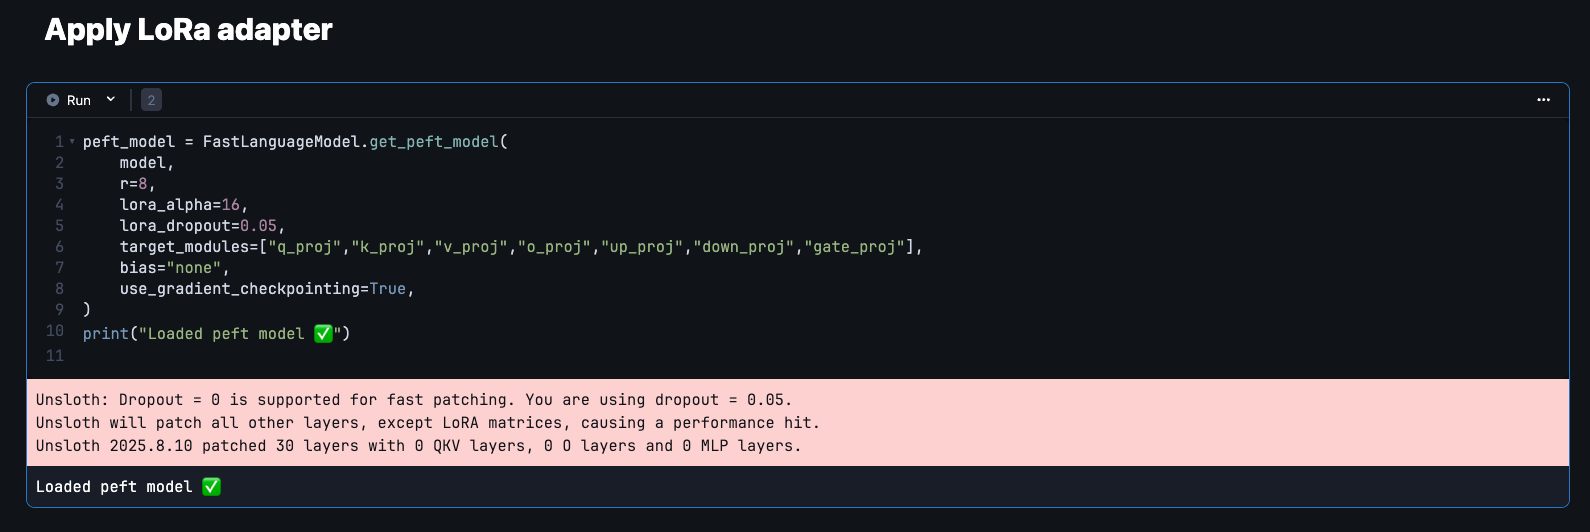 Apply LoRa adapter
Run
2
1 peft_model = FastLanguageModel.get_peft_model(
2     model,
3     r=8,
4     lora_alpha=16,
5     lora_dropout=0.05,
6     target_modules=["q_proj","k_proj","v_proj","o_proj","up_proj","down_proj","gate_proj"],
7     bias="none",
8     use_gradient_checkpointing=True,
9 )
10 print("Loaded peft model ✅")
11
Unsloth: Dropout = 0 is supported for fast patching. You are using dropout = 0.05.
Unsloth will patch all other layers, except LoRA matrices, causing a performance hit.
Unsloth 2025.8.10 patched 30 layers with 0 QKV layers, 0 O layers and 0 MLP layers.
Loaded peft model ✅